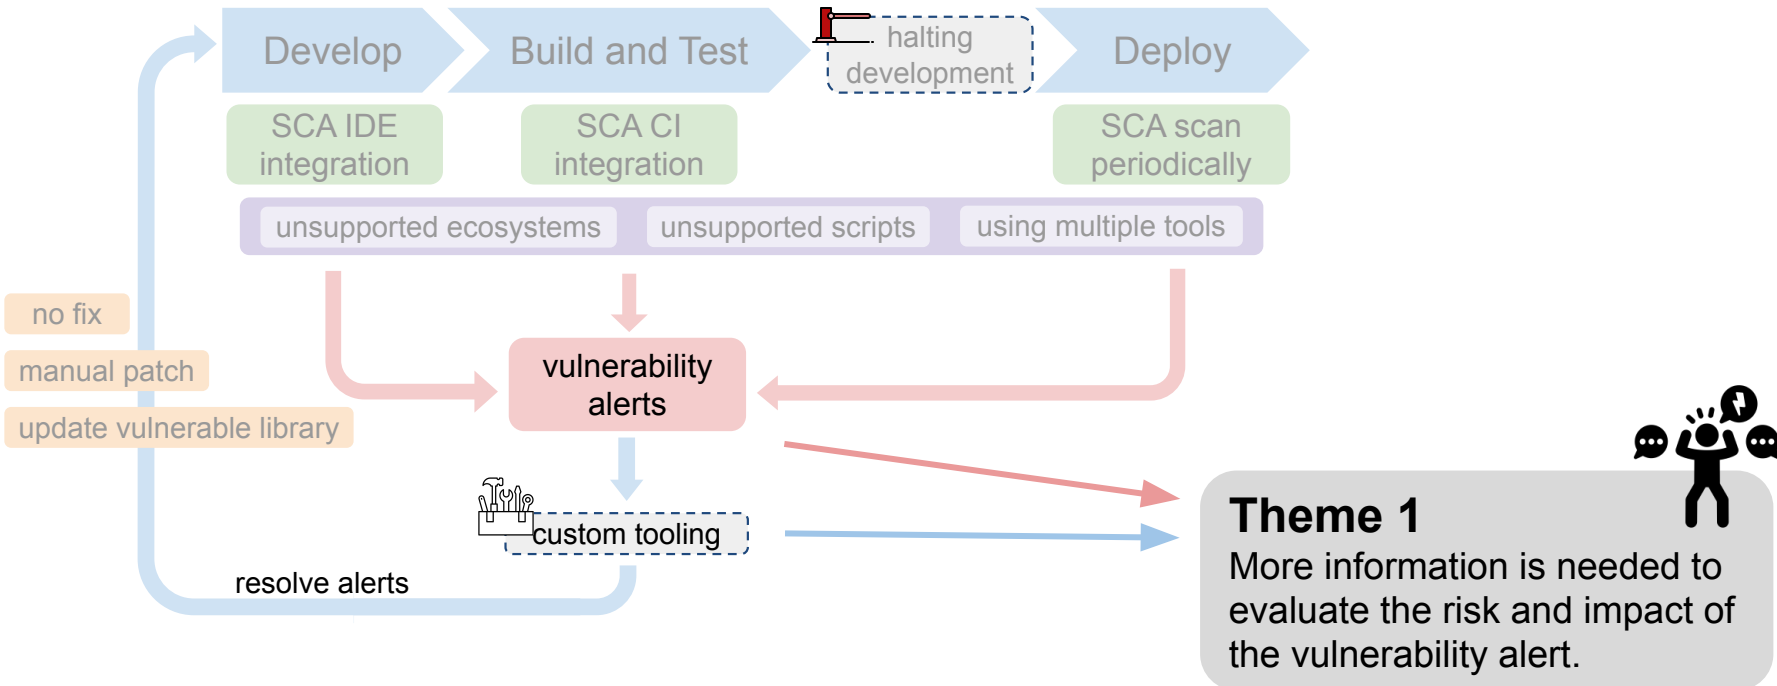 Develop
Build and Test
halting
development
Deploy
SCA IDE
integration
SCA CI
integration
SCA scan
periodically
unsupported ecosystems
unsupported scripts
using multiple tools
no fix
manual patch
update vulnerable library
vulnerability
alerts
custom tooling
resolve alerts
Theme 1
More information is needed to
evaluate the risk and impact of
the vulnerability alert.